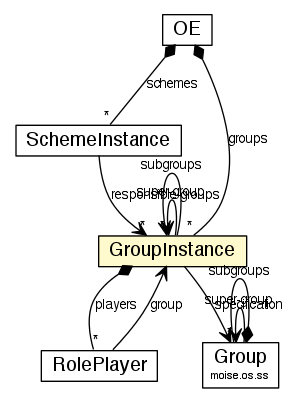 OE
schemes
*
SchemeInstance
groups
subgroups
super-group
responsible-groups
* * *
GroupInstance
subgroups
super-group
specification
players
group
*
* *
RolePlayer
Group
moise.os.ss